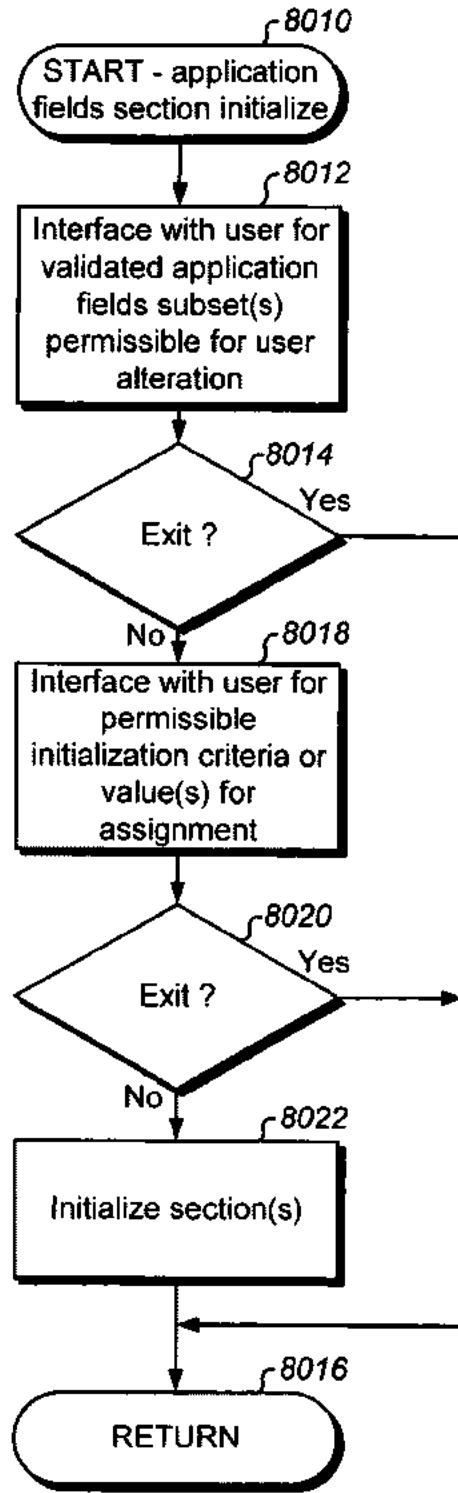 8010
START - application
fields section initialize
8012
Interface with user for
validated application
fields subset(s)
permissible for user
alteration
8014
Yes
Exit ?
No
8018
Interface with user for
permissible
initialization criteria or
value(s) for
assignment
8020
Yes
Exit ?
No
8022
Initialize section(s)
8016
RETURN